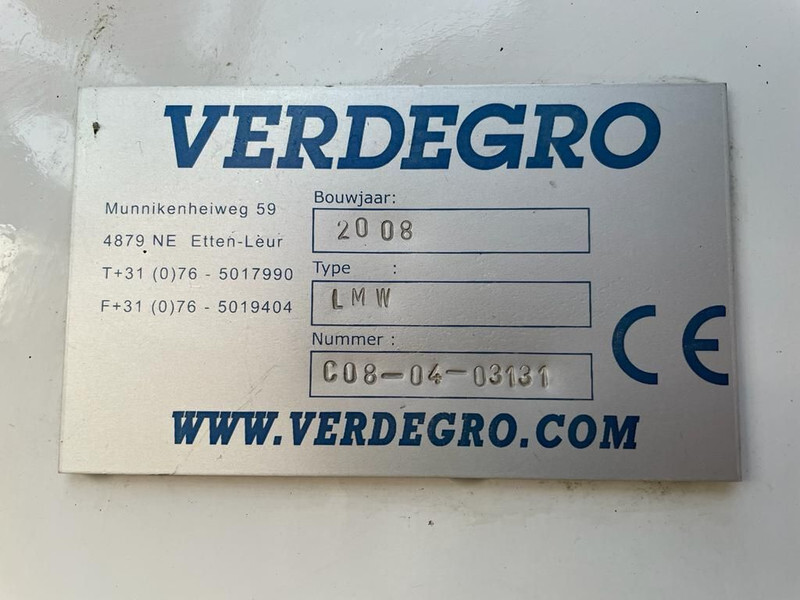 VERDEGRO
Munnikenheiweg 59
4879 NE Etten-Leur
T+31 (0)76 - 5017990
F+31 (0)76 - 5019404
Bouwjaar:
2008
Type :
LMW
Nummer :
C08-04-03131
CE
WWW.VERDEGRO.COM